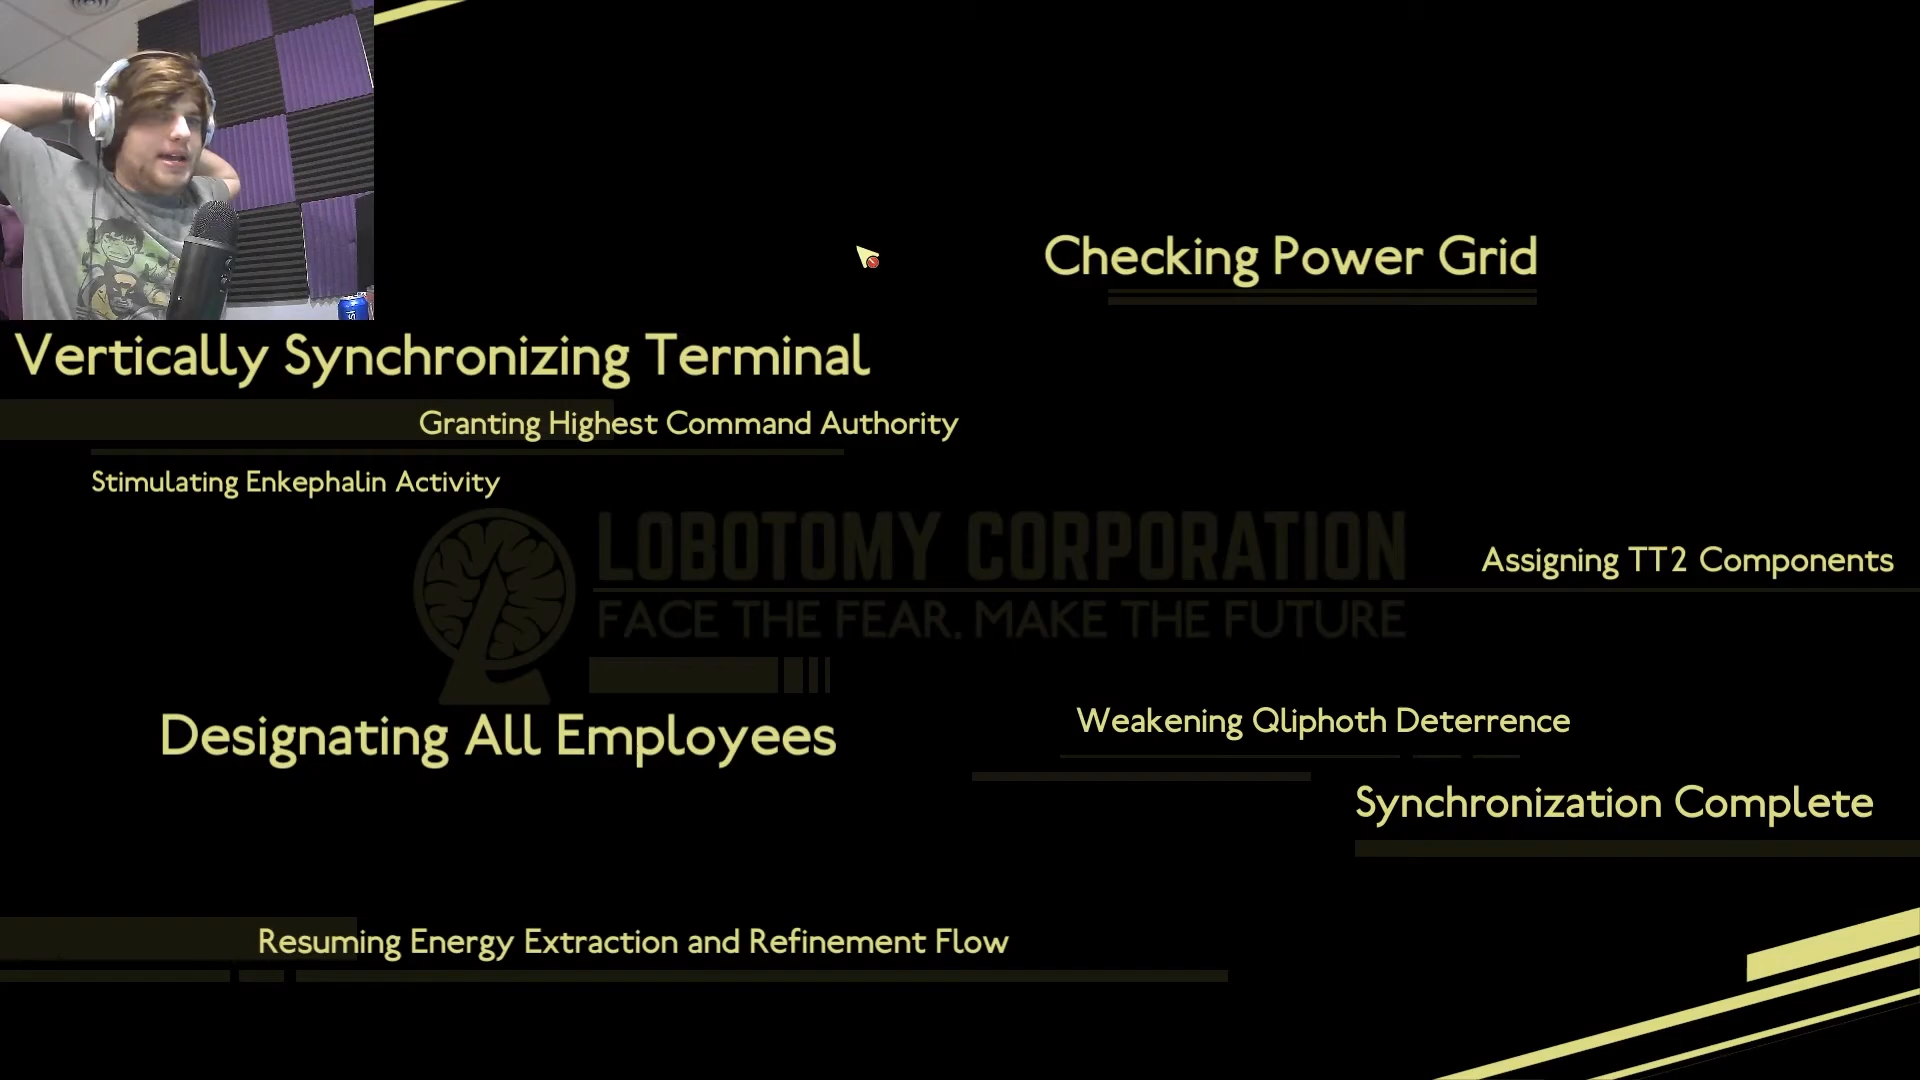 Checking Power Grid
Vertically Synchronizing Terminal
Granting Highest Command Authority
Stimulating Enkephalin Activity
LOBOTOMY CORPORATION
FACE THE FEAR, MAKE THE FUTURE
Assigning TT2 Components
Designating All Employees
Weakening Qliphoth Deterrence
Synchronization Complete
Resuming Energy Extraction and Refinement Flow